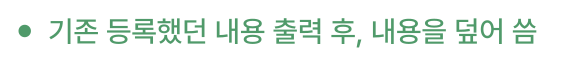 • 기존 등록했던 내용 출력 후, 내용을 덮어 씀